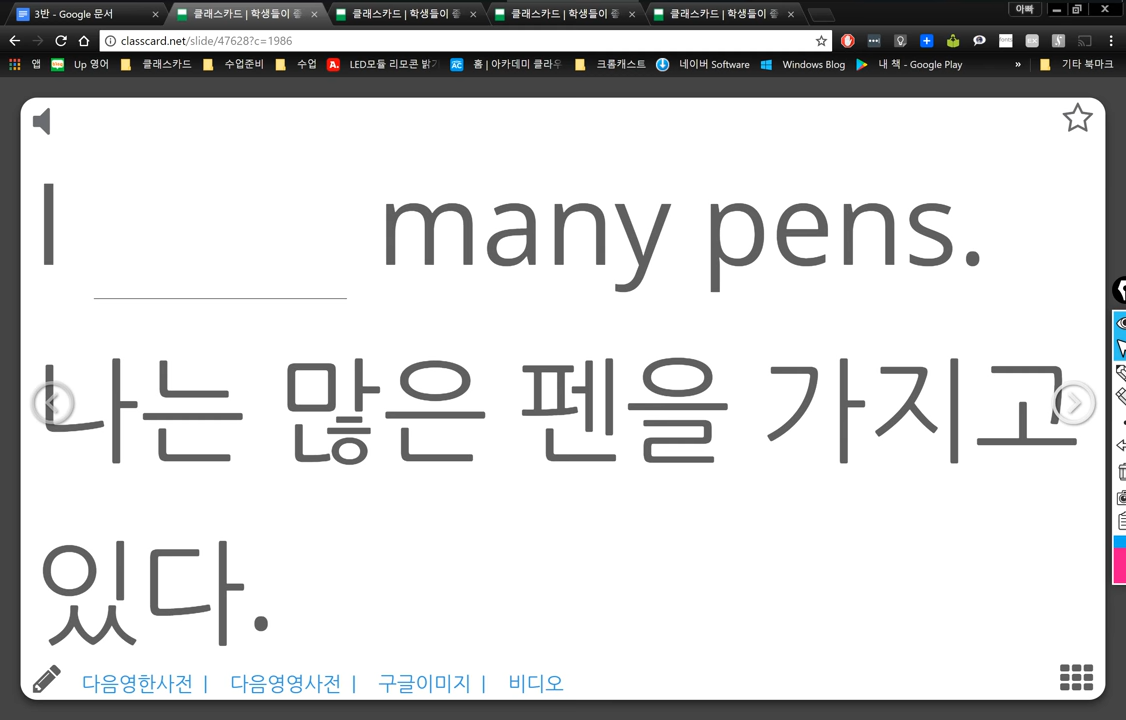 3반 - Google 문서
클래스카드 | 학생들이 좋
클래스카드 | 학생들이 좋
클래스카드 | 학생들이 좋
클래스카드 | 학생들이 좋
아빠
classcard.net/slide/47628?c=1986
앱 Up 영어 클래스카드 수업준비 수업 LED모듈 리모콘 밝기 홈 | 아카데미 클라우 크롬캐스트 네이버 Software Windows Blog 내 책 - Google Play » 기타 북마크
I ________ many pens.
나는 많은 펜을 가지고
있다.
다음영한사전 | 다음영영사전 | 구글이미지 | 비디오